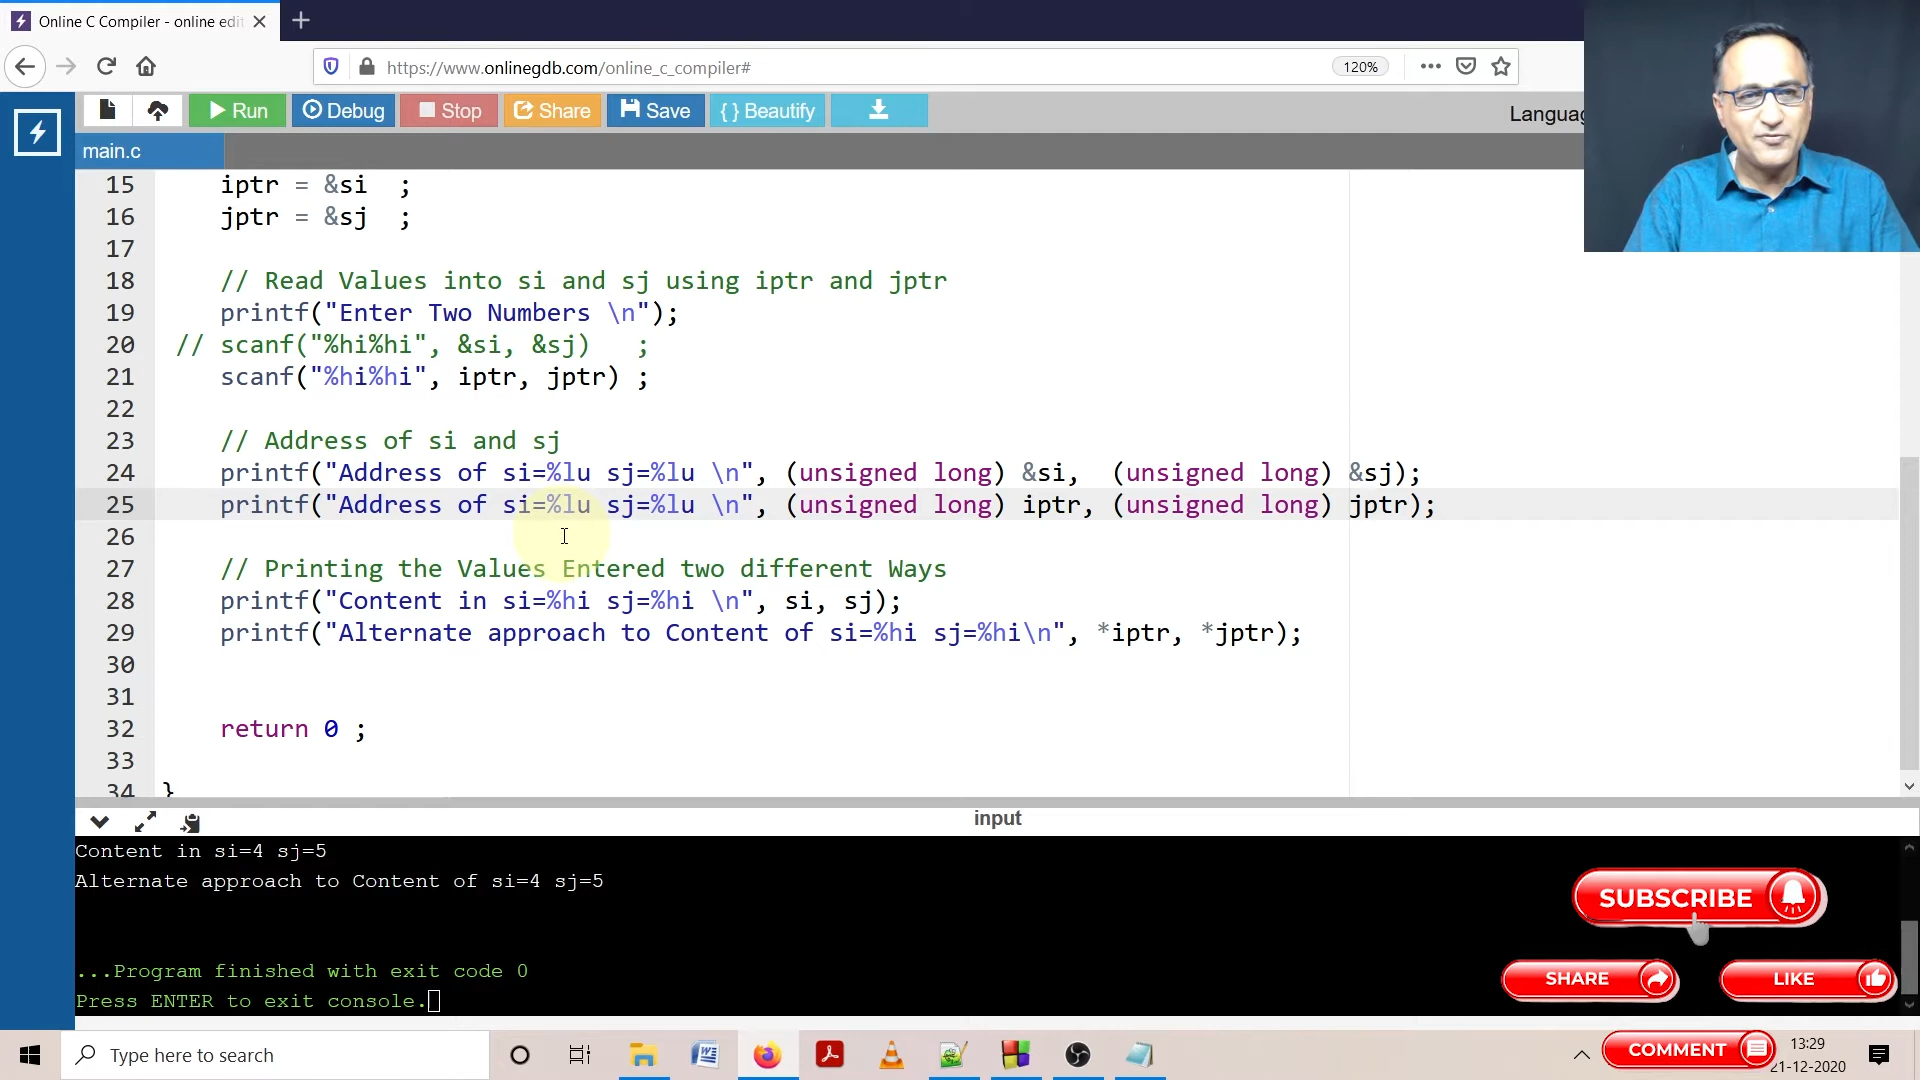 Online C Compiler - online edit
https://www.onlinegdb.com/online_c_compiler#
120%
Run
Debug
Stop
Share
Save
{ } Beautify
Languag
main.c
15 iptr = &si ;
16 jptr = &sj ;
17
18 // Read Values into si and sj using iptr and jptr
19 printf("Enter Two Numbers \n");
20 // scanf("%hi%hi", &si, &sj) ;
21 scanf("%hi%hi", iptr, jptr) ;
22
23 // Address of si and sj
24 printf("Address of si=%lu sj=%lu \n", (unsigned long) &si, (unsigned long) &sj);
25 printf("Address of si=%lu sj=%lu \n", (unsigned long) iptr, (unsigned long) jptr);
26
27 // Printing the Values Entered two different Ways
28 printf("Content in si=%hi sj=%hi \n", si, sj);
29 printf("Alternate approach to Content of si=%hi sj=%hi\n", *iptr, *jptr);
30
31
32 return 0 ;
33
34 }
input
Content in si=4 sj=5
Alternate approach to Content of si=4 sj=5
...Program finished with exit code 0
Press ENTER to exit console.
SUBSCRIBE
SHARE
LIKE
COMMENT
Type here to search
13:29
21-12-2020